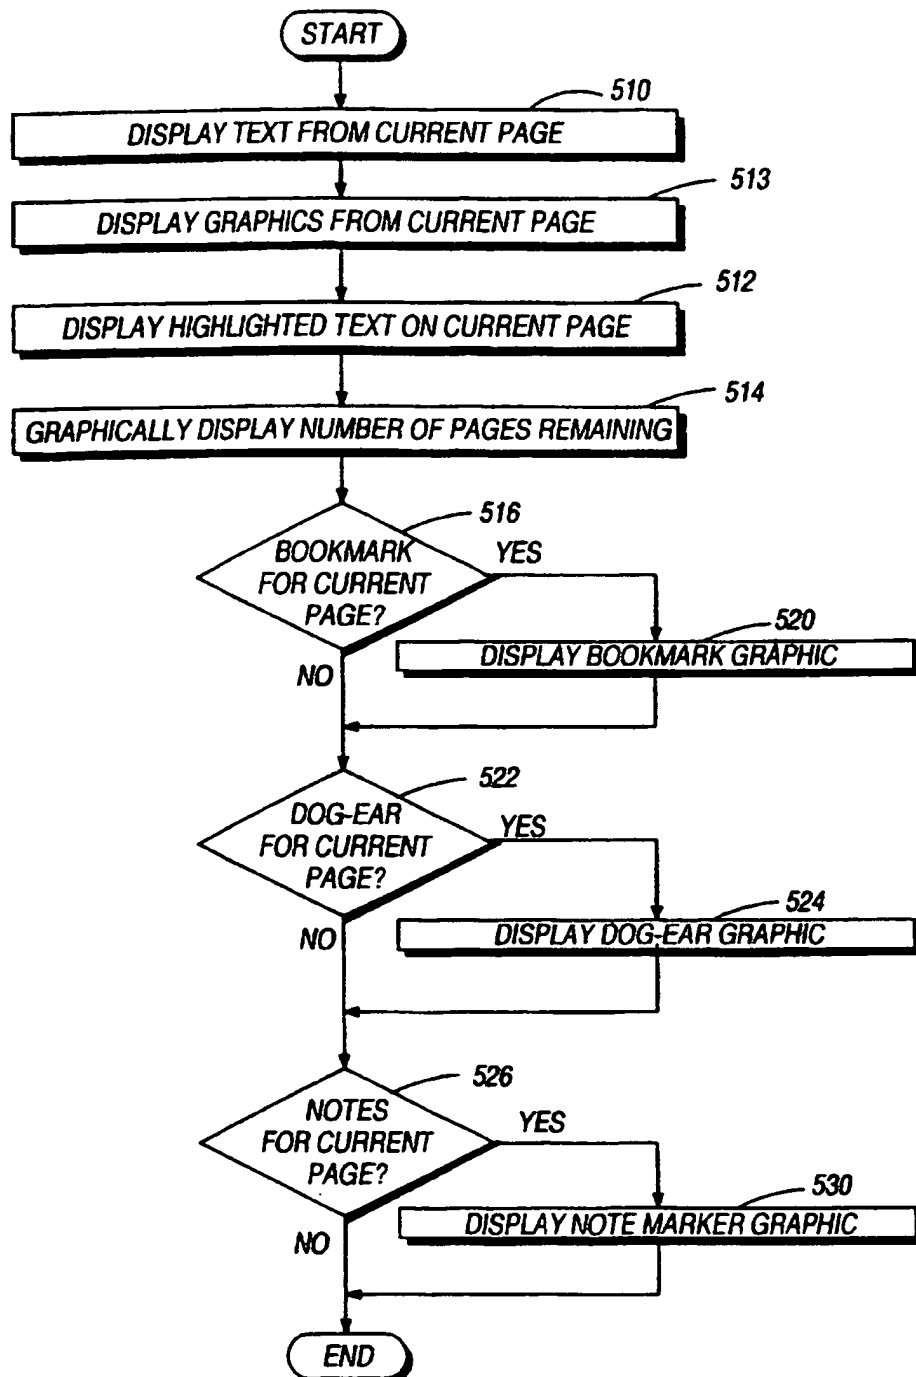 START
510
DISPLAY TEXT FROM CURRENT PAGE
513
DISPLAY GRAPHICS FROM CURRENT PAGE
512
DISPLAY HIGHLIGHTED TEXT ON CURRENT PAGE
514
GRAPHICALLY DISPLAY NUMBER OF PAGES REMAINING
516
BOOKMARK
FOR CURRENT
PAGE?
YES
520
DISPLAY BOOKMARK GRAPHIC
NO
522
DOG-EAR
FOR CURRENT
PAGE?
YES
524
DISPLAY DOG-EAR GRAPHIC
NO
526
NOTES
FOR CURRENT
PAGE?
YES
530
DISPLAY NOTE MARKER GRAPHIC
NO
END